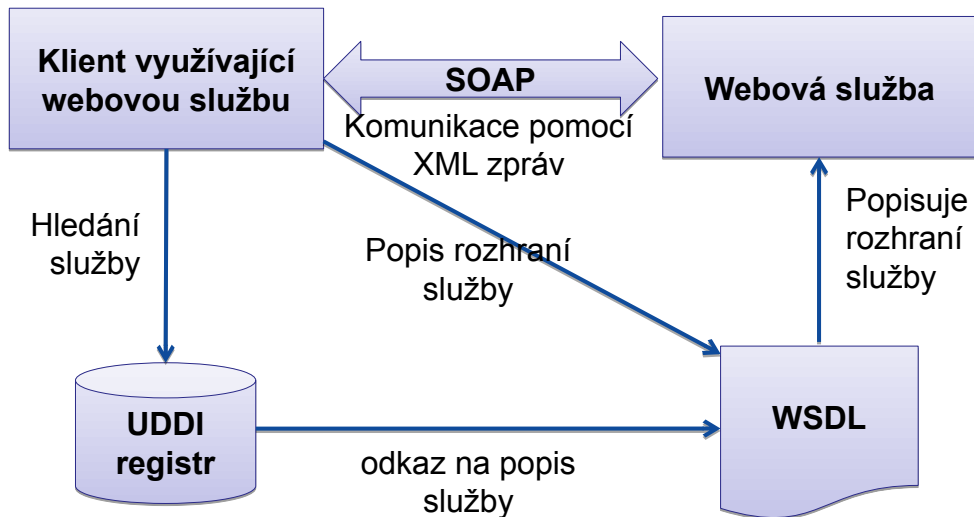 Klient využívající
webovou službu
SOAP
Webová služba
Komunikace pomocí
XML zpráv
Hledání
služby
Popis rozhraní
služby
Popisuje
rozhraní
služby
UDDI
registr
WSDL
odkaz na popis
služby